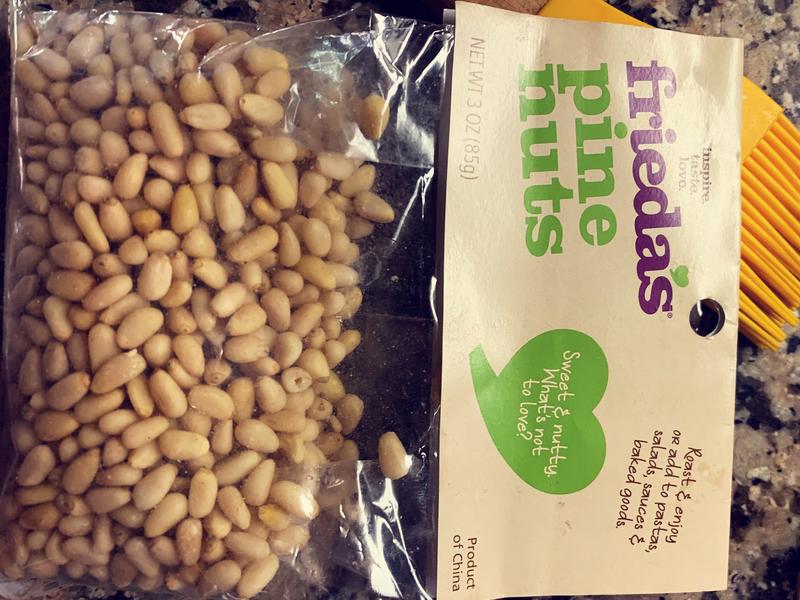 inspire.
taste.
love.
frieda's®
pine
nuts
NET WT 3 OZ (85g)
Roast & enjoy
or add to pastas,
salads, sauces &
baked goods.
Sweet & nutty.
What's not
to love?
Product
of China